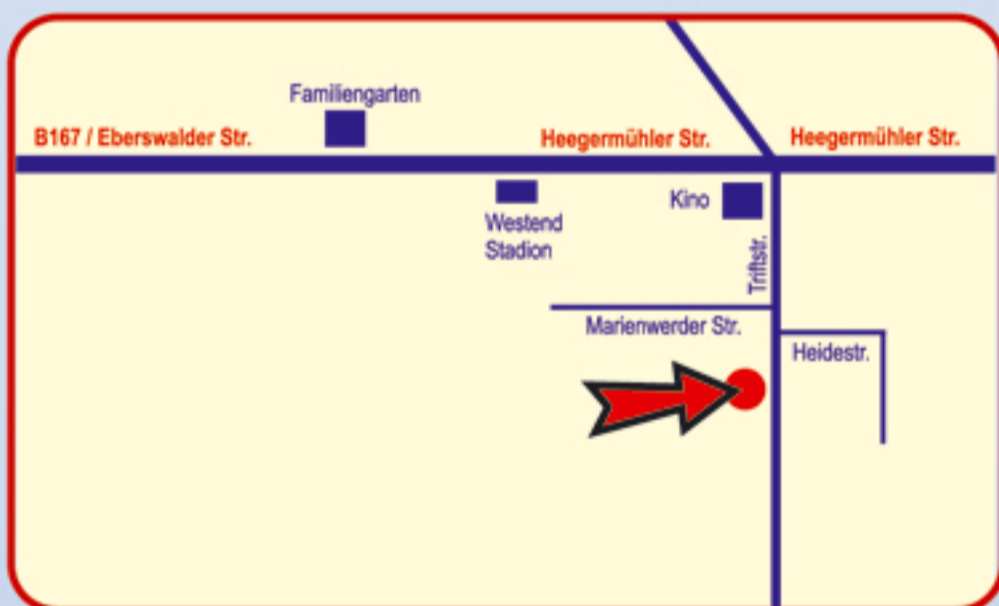 Familiengarten
B167 / Eberswalder Str.
Heegermühler Str.
Heegermühler Str.
Kino
Westend
Stadion
Triftstr.
Marienwerder Str.
Heidestr.